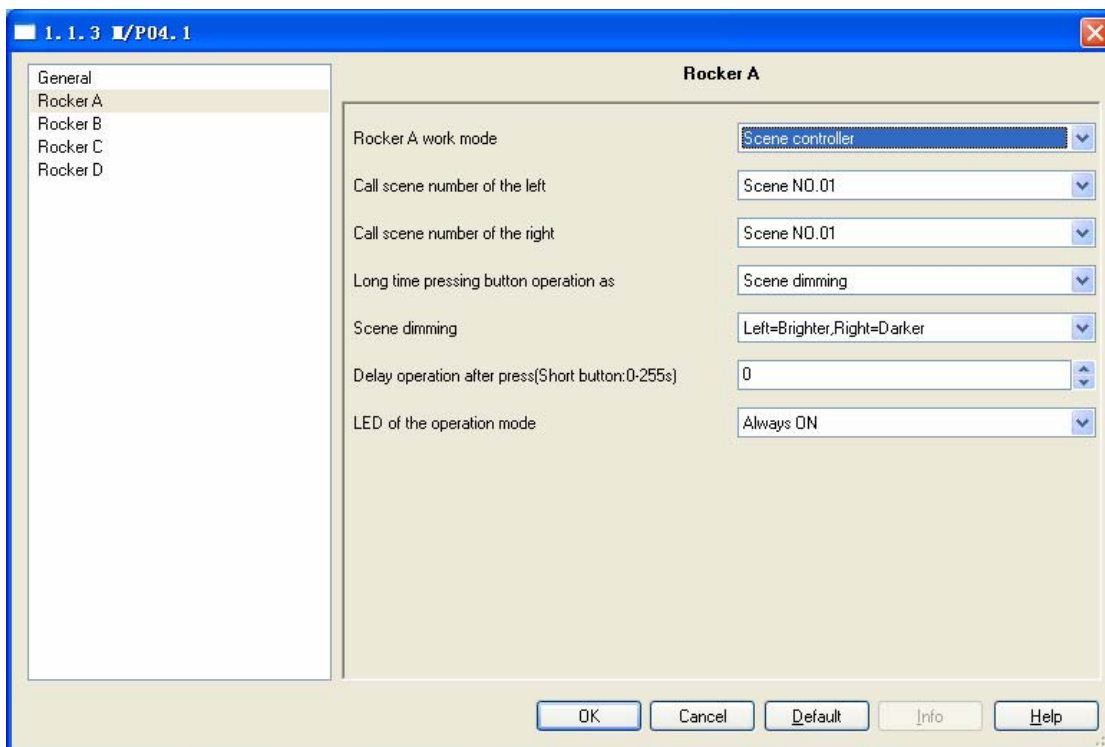 1.1.3 M/P04.1
General
Rocker A
Rocker B
Rocker C
Rocker D
Rocker A
Rocker A work mode
Scene controller
Call scene number of the left
Scene NO.01
Call scene number of the right
Scene NO.01
Long time pressing button operation as
Scene dimming
Scene dimming
Left=Brighter,Right=Darker
Delay operation after press(Short button:0-255s)
0
LED of the operation mode
Always ON
OK
Cancel
Default
Info
Help